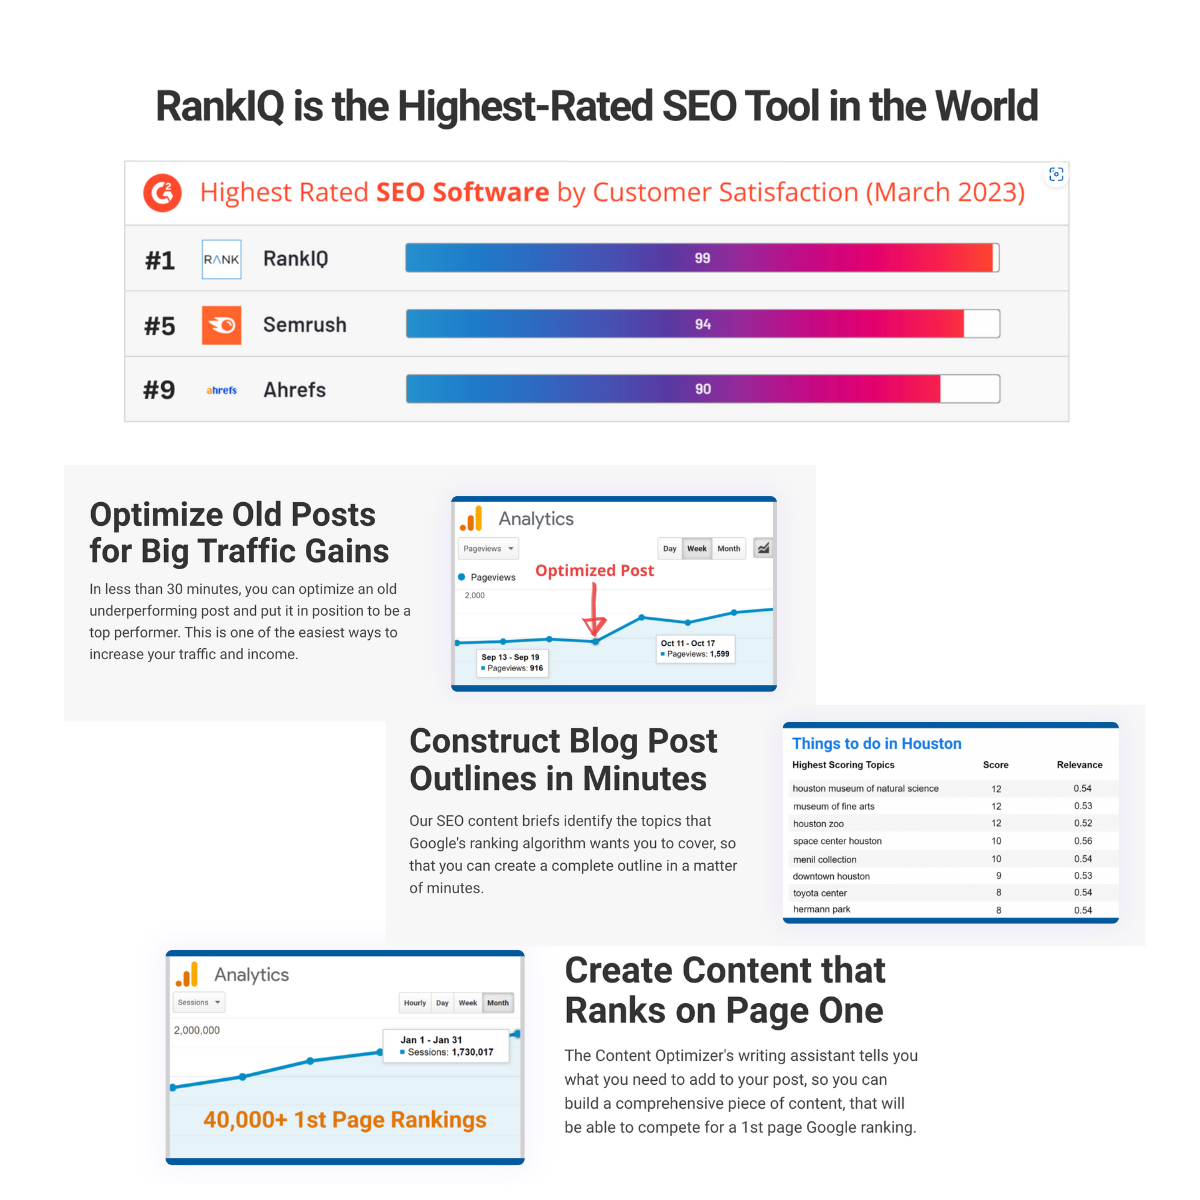 RankIQ is the Highest-Rated SEO Tool in the World
G2 Highest Rated SEO Software by Customer Satisfaction (March 2023)
#1 RANK RankIQ 99
#5 Semrush 94
#9 ahrefs Ahrefs 90
Optimize Old Posts
for Big Traffic Gains
In less than 30 minutes, you can optimize an old
underperforming post and put it in position to be a
top performer. This is one of the easiest ways to
increase your traffic and income.
Analytics
Pageviews Day Week Month
Optimized Post
Pageviews
2,000
Oct 11 - Oct 17
Pageviews: 1,599
Sep 13 - Sep 19
Pageviews: 916
Construct Blog Post
Outlines in Minutes
Our SEO content briefs identify the topics that
Google's ranking algorithm wants you to cover, so
that you can create a complete outline in a matter
of minutes.
Things to do in Houston
Highest Scoring Topics Score Relevance
houston museum of natural science 12 0.54
museum of fine arts 12 0.53
houston zoo 12 0.52
space center houston 10 0.56
menil collection 10 0.54
downtown houston 9 0.53
toyota center 8 0.54
hermann park 8 0.54
Analytics
Sessions Hourly Day Week Month
2,000,000
Jan 1 - Jan 31
Sessions: 1,730,017
40,000+ 1st Page Rankings
Create Content that
Ranks on Page One
The Content Optimizer's writing assistant tells you
what you need to add to your post, so you can
build a comprehensive piece of content, that will
be able to compete for a 1st page Google ranking.